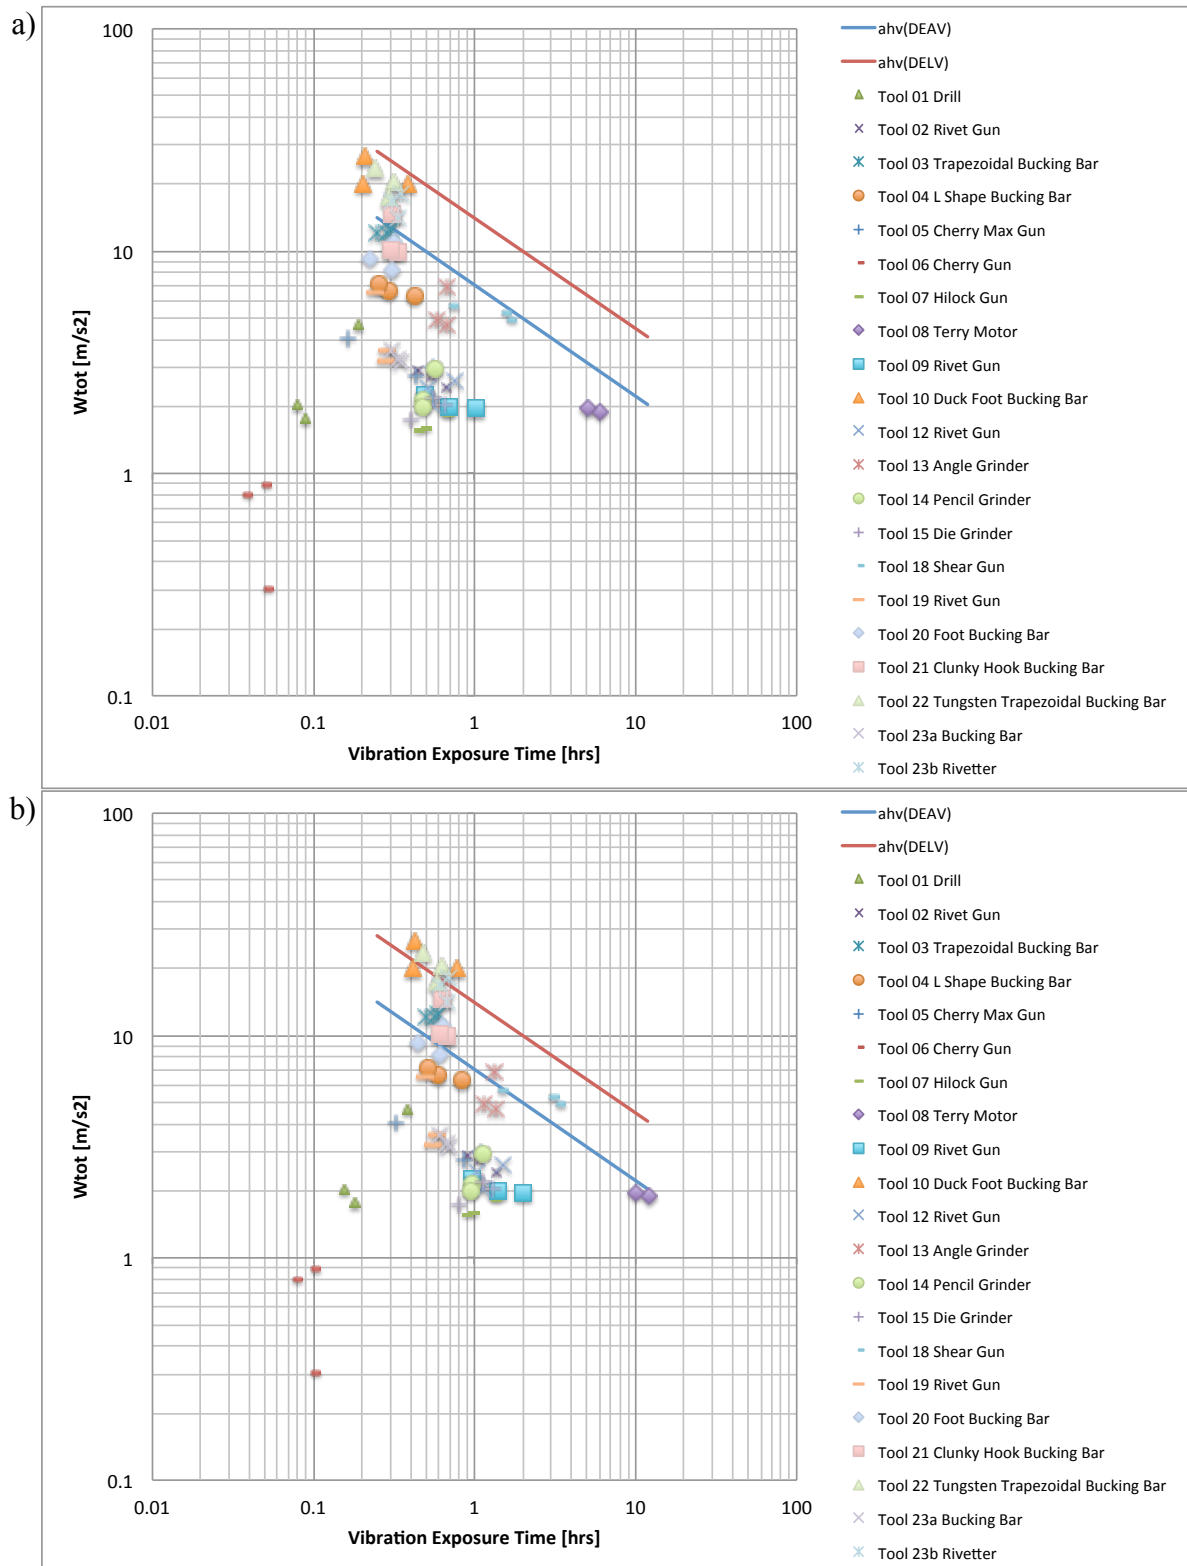 a)
100
10
1
0.1
Wtot [m/s2]
0.01
0.1
1
10
100
Vibration Exposure Time [hrs]
ahv(DEAV)
ahv(DELV)
Tool 01 Drill
Tool 02 Rivet Gun
Tool 03 Trapezoidal Bucking Bar
Tool 04 L Shape Bucking Bar
Tool 05 Cherry Max Gun
Tool 06 Cherry Gun
Tool 07 Hilock Gun
Tool 08 Terry Motor
Tool 09 Rivet Gun
Tool 10 Duck Foot Bucking Bar
Tool 12 Rivet Gun
Tool 13 Angle Grinder
Tool 14 Pencil Grinder
Tool 15 Die Grinder
Tool 18 Shear Gun
Tool 19 Rivet Gun
Tool 20 Foot Bucking Bar
Tool 21 Clunky Hook Bucking Bar
Tool 22 Tungsten Trapezoidal Bucking Bar
Tool 23a Bucking Bar
Tool 23b Rivetter
b)
100
10
1
0.1
Wtot [m/s2]
0.01
0.1
1
10
100
Vibration Exposure Time [hrs]
ahv(DEAV)
ahv(DELV)
Tool 01 Drill
Tool 02 Rivet Gun
Tool 03 Trapezoidal Bucking Bar
Tool 04 L Shape Bucking Bar
Tool 05 Cherry Max Gun
Tool 06 Cherry Gun
Tool 07 Hilock Gun
Tool 08 Terry Motor
Tool 09 Rivet Gun
Tool 10 Duck Foot Bucking Bar
Tool 12 Rivet Gun
Tool 13 Angle Grinder
Tool 14 Pencil Grinder
Tool 15 Die Grinder
Tool 18 Shear Gun
Tool 19 Rivet Gun
Tool 20 Foot Bucking Bar
Tool 21 Clunky Hook Bucking Bar
Tool 22 Tungsten Trapezoidal Bucking Bar
Tool 23a Bucking Bar
Tool 23b Rivetter